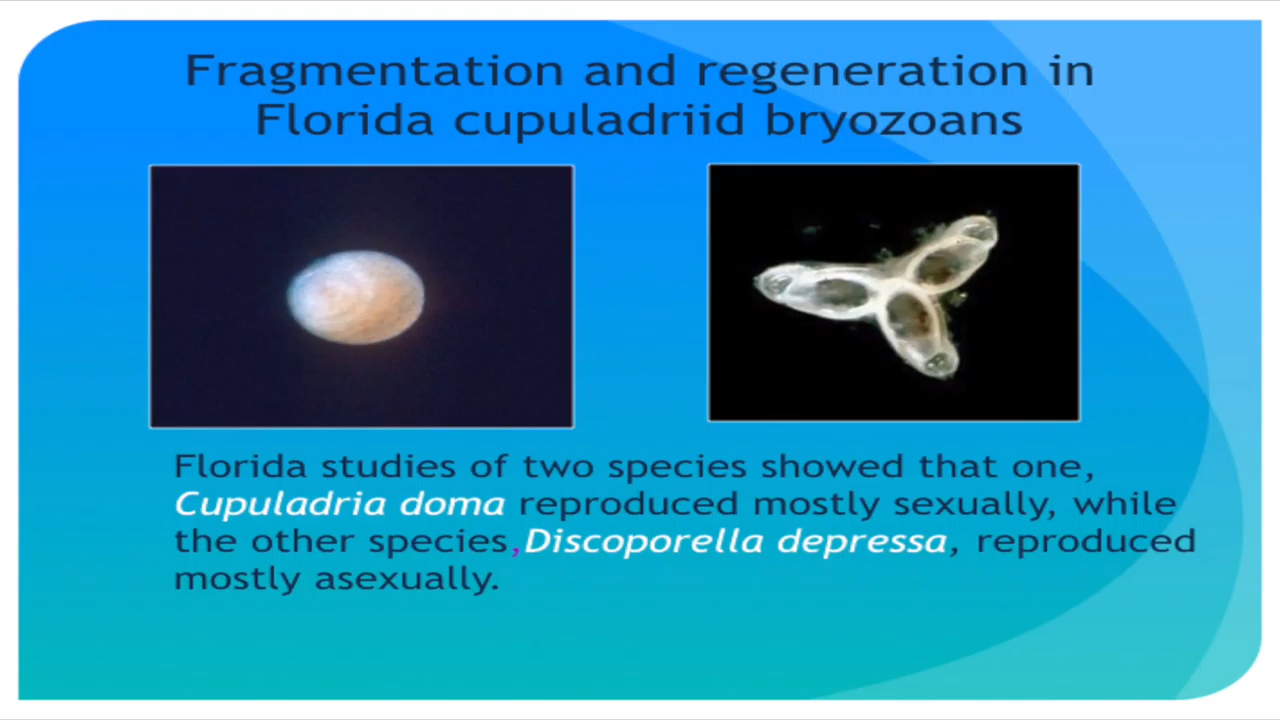 Fragmentation and regeneration in
Florida cupuladriid bryozoans
Florida studies of two species showed that one,
Cupuladria doma reproduced mostly sexually, while
the other species,Discoporella depressa, reproduced
mostly asexually.